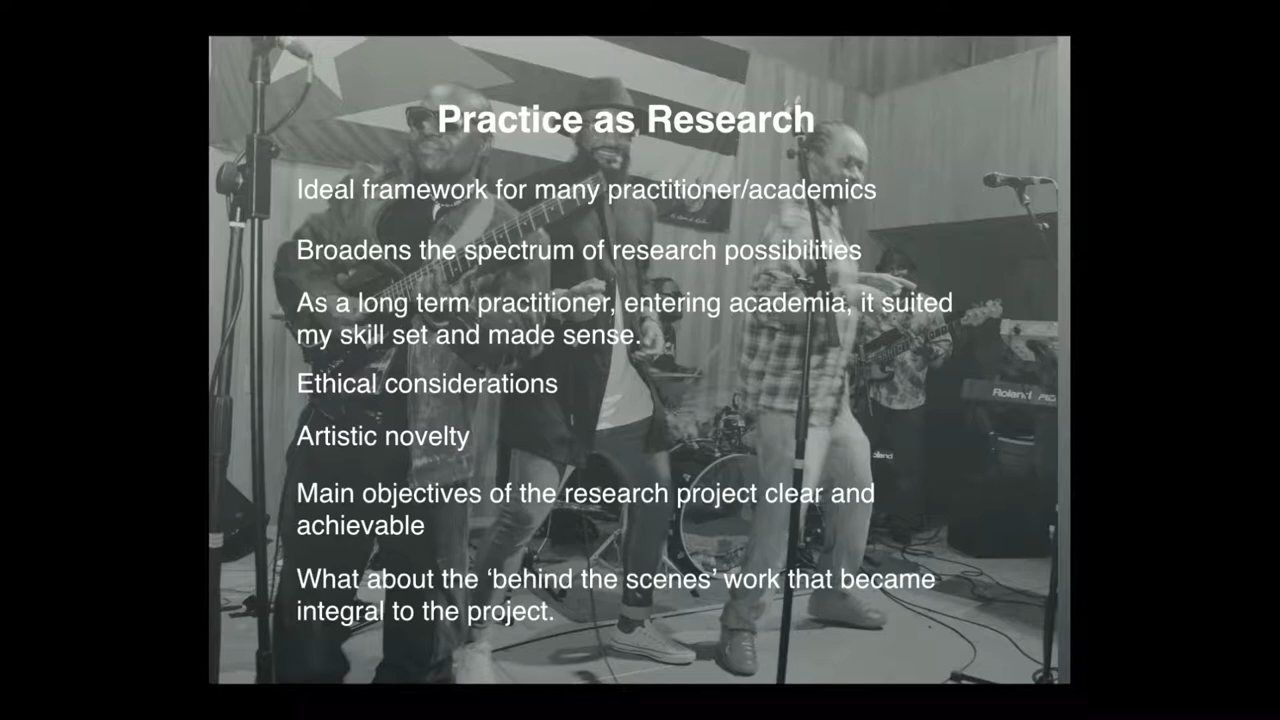 Practice as Research
Ideal framework for many practitioner/academics
Broadens the spectrum of research possibilities
As a long term practitioner, entering academia, it suited
my skill set and made sense.
Roland
Ethical considerations
Artistic novelty
Main objectives of the research project clear and
achievable
What about the ‘behind the scenes’ work that became
integral to the project.